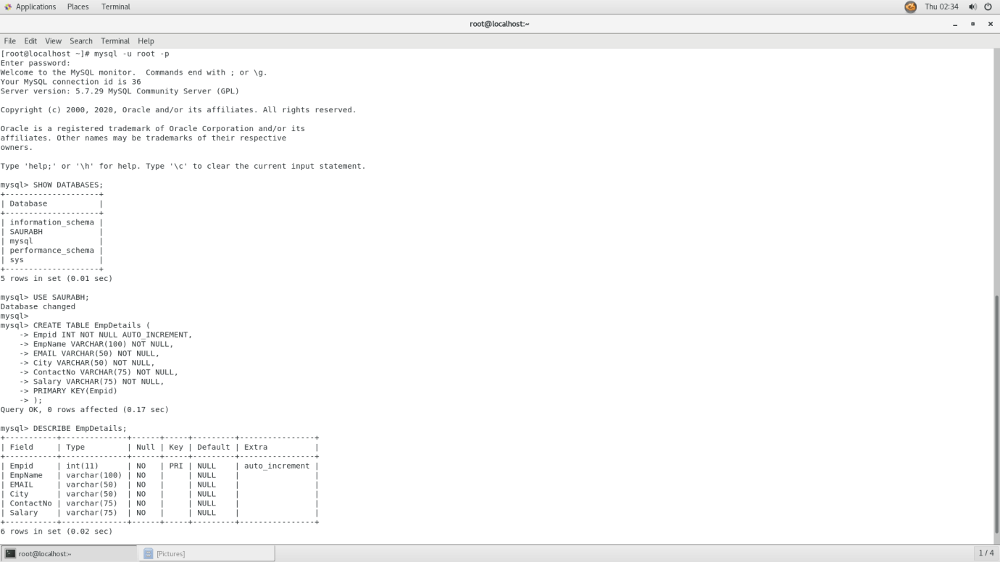 Applications Places Terminal Thu 02:34
root@localhost:~
File Edit View Search Terminal Help
[root@localhost ~]# mysql -u root -p
Enter password:
Welcome to the MySQL monitor.  Commands end with ; or \g.
Your MySQL connection id is 36
Server version: 5.7.29 MySQL Community Server (GPL)

Copyright (c) 2000, 2020, Oracle and/or its affiliates. All rights reserved.

Oracle is a registered trademark of Oracle Corporation and/or its
affiliates. Other names may be trademarks of their respective
owners.

Type 'help;' or '\h' for help. Type '\c' to clear the current input statement.

mysql> SHOW DATABASES;
+--------------------+
| Database           |
+--------------------+
| information_schema |
| SAURABH            |
| mysql              |
| performance_schema |
| sys                |
+--------------------+
5 rows in set (0.01 sec)

mysql> USE SAURABH;
Database changed
mysql>
mysql> CREATE TABLE EmpDetails (
    -> Empid INT NOT NULL AUTO_INCREMENT,
    -> EmpName VARCHAR(100) NOT NULL,
    -> EMAIL VARCHAR(50) NOT NULL,
    -> City VARCHAR(50) NOT NULL,
    -> ContactNo VARCHAR(75) NOT NULL,
    -> Salary VARCHAR(75) NOT NULL,
    -> PRIMARY KEY(Empid)
    -> );
Query OK, 0 rows affected (0.17 sec)

mysql> DESCRIBE EmpDetails;
+-----------+--------------+------+-----+---------+----------------+
| Field     | Type         | Null | Key | Default | Extra          |
+-----------+--------------+------+-----+---------+----------------+
| Empid     | int(11)      | NO   | PRI | NULL    | auto_increment |
| EmpName   | varchar(100) | NO   |     | NULL    |                |
| EMAIL     | varchar(50)  | NO   |     | NULL    |                |
| City      | varchar(50)  | NO   |     | NULL    |                |
| ContactNo | varchar(75)  | NO   |     | NULL    |                |
| Salary    | varchar(75)  | NO   |     | NULL    |                |
+-----------+--------------+------+-----+---------+----------------+
6 rows in set (0.02 sec)
root@localhost:~ [Pictures] 1 / 4